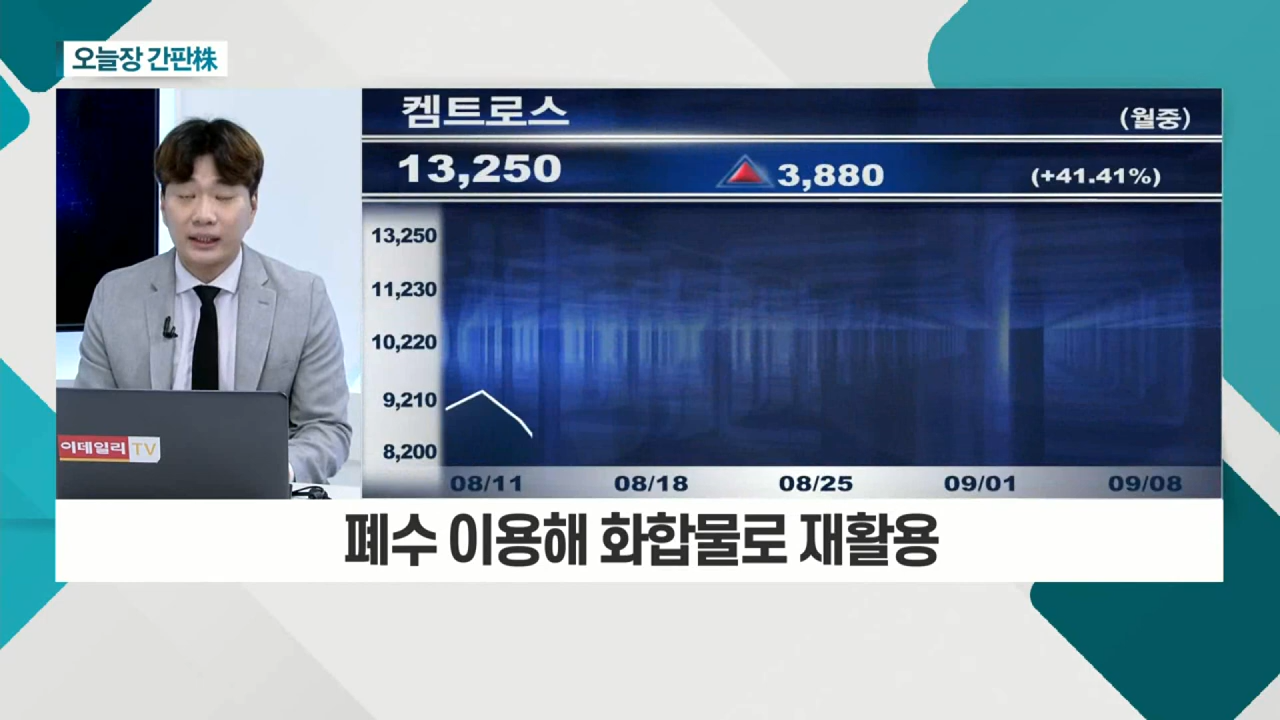 오늘장 간판株
켐트로스
(월중)
13,250
3,880
(+41.41%)
13,250
11,230
10,220
9,210
8,200
08/11
08/18
08/25
09/01
09/08
이데일리 TV
폐수 이용해 화합물로 재활용